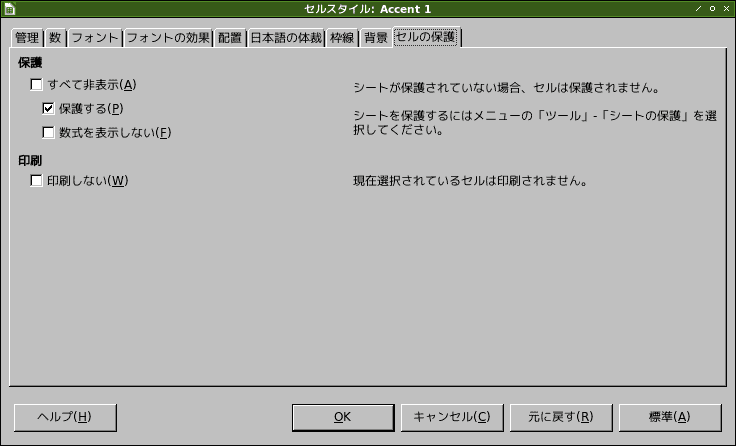 セルスタイル: Accent 1
管理 数 フォント フォントの効果 配置 日本語の体裁 枠線 背景 セルの保護
保護
すべて非表示(A)
シートが保護されていない場合、セルは保護されません。
保護する(P)
シートを保護するにはメニューの「ツール」-「シートの保護」を選
択してください。
数式を表示しない(F)
印刷
印刷しない(W)
現在選択されているセルは印刷されません。
ヘルプ(H) OK キャンセル(C) 元に戻す(R) 標準(A)